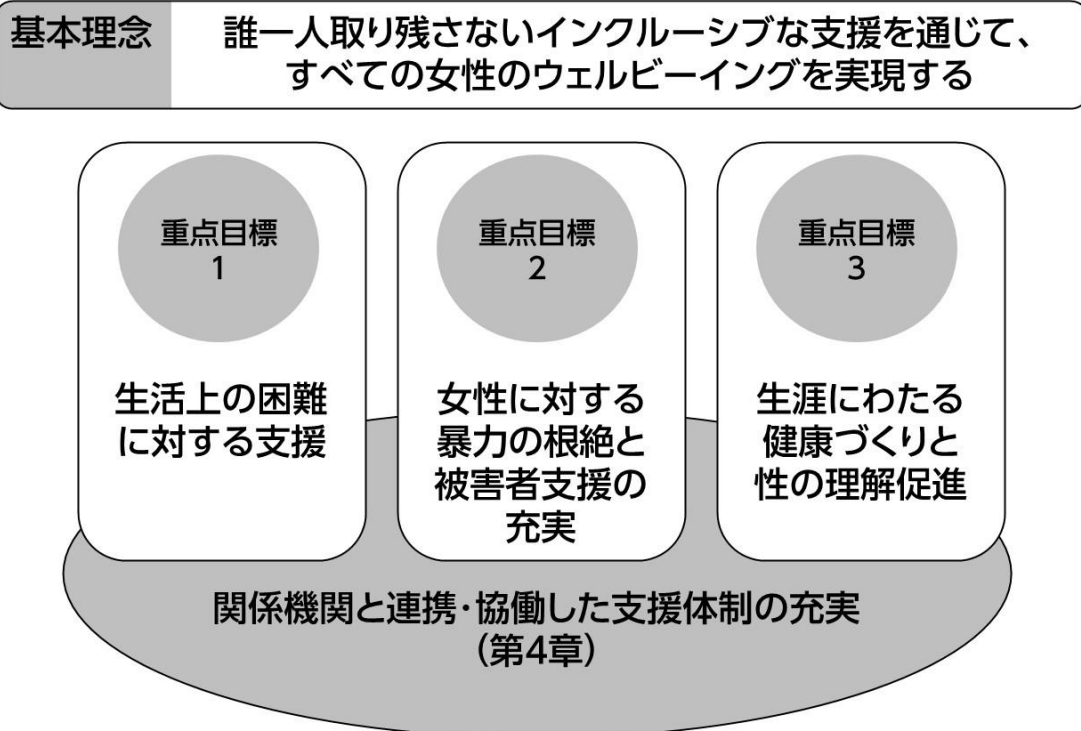 基本理念
誰一人取り残さないインクルーシブな支援を通じて、
すべての女性のウェルビーイングを実現する
重点目標
1
生活上の困難
に対する支援
重点目標
2
女性に対する
暴力の根絶と
被害者支援の
充実
重点目標
3
生涯にわたる
健康づくりと
性の理解促進
関係機関と連携・協働した支援体制の充実
(第4章)